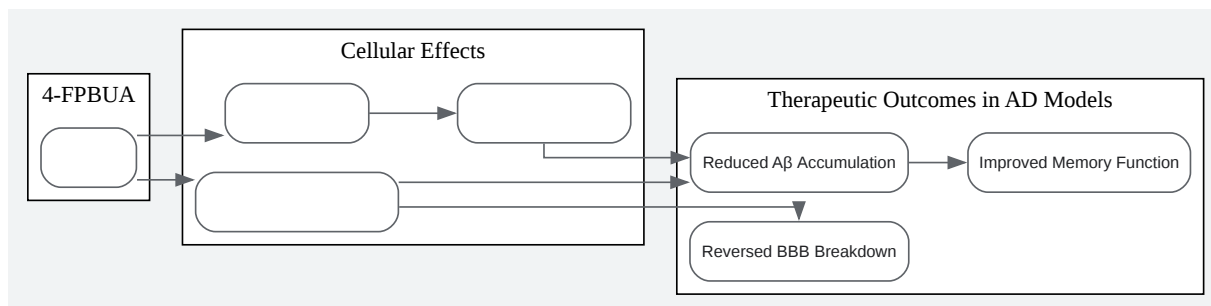 Cellular Effects
4-FPBUA
Therapeutic Outcomes in AD Models
Reduced Aβ Accumulation
Improved Memory Function
Reversed BBB Breakdown